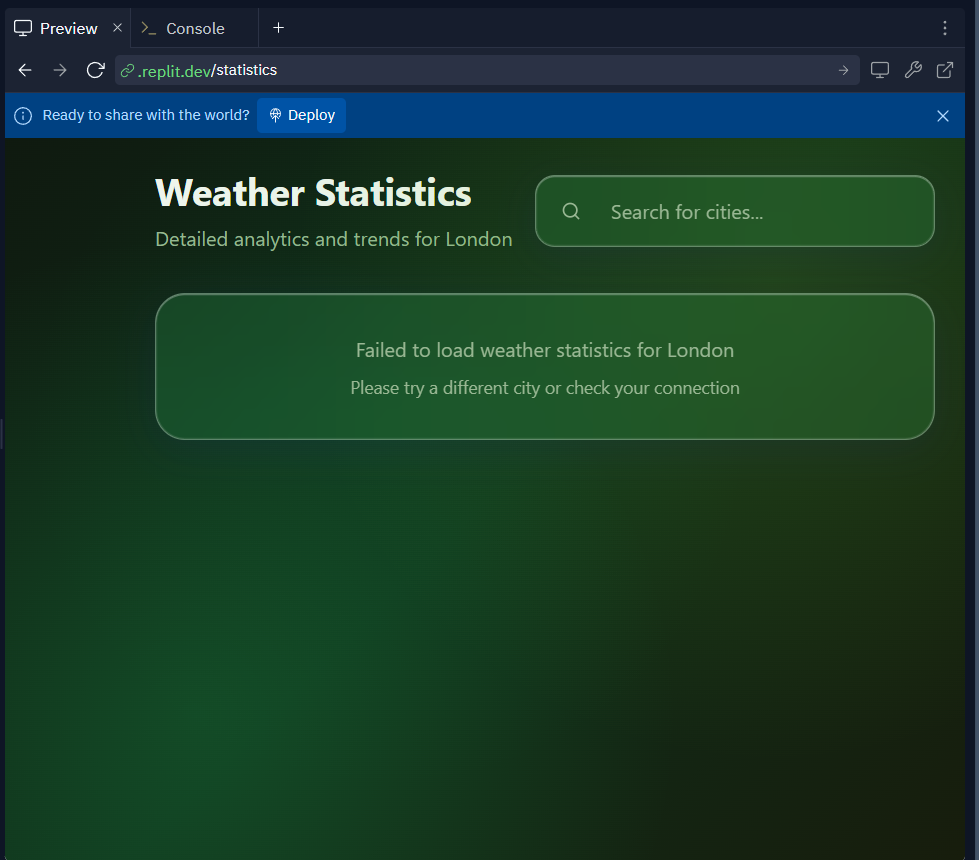 Preview
Console
.replit.dev/statistics
Ready to share with the world?
Deploy
Weather Statistics
Search for cities...
Detailed analytics and trends for London
Failed to load weather statistics for London
Please try a different city or check your connection